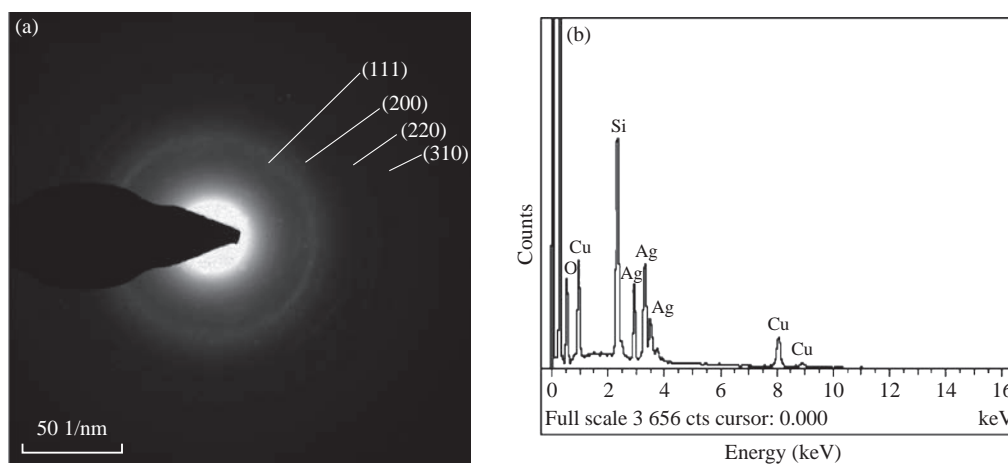 (a)
(111)
(200)
(220)
(310)
50 1/nm
(b)
Si
Cu
Ag
O
Ag
Ag
Cu
Cu
Counts
0 2 4 6 8 10 12 14 16
Full scale 3 656 cts cursor: 0.000 keV
Energy (keV)